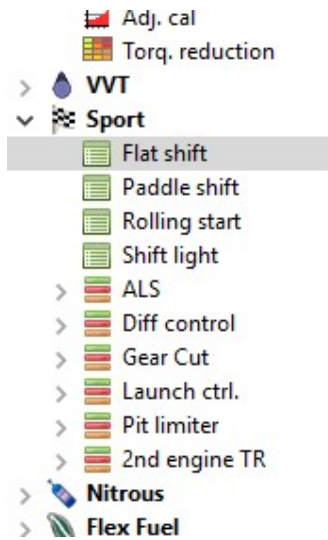 Adj. cal
Torq. reduction
VVT
Sport
Flat shift
Paddle shift
Rolling start
Shift light
ALS
Diff control
Gear Cut
Launch ctrl.
Pit limiter
2nd engine TR
Nitrous
Flex Fuel